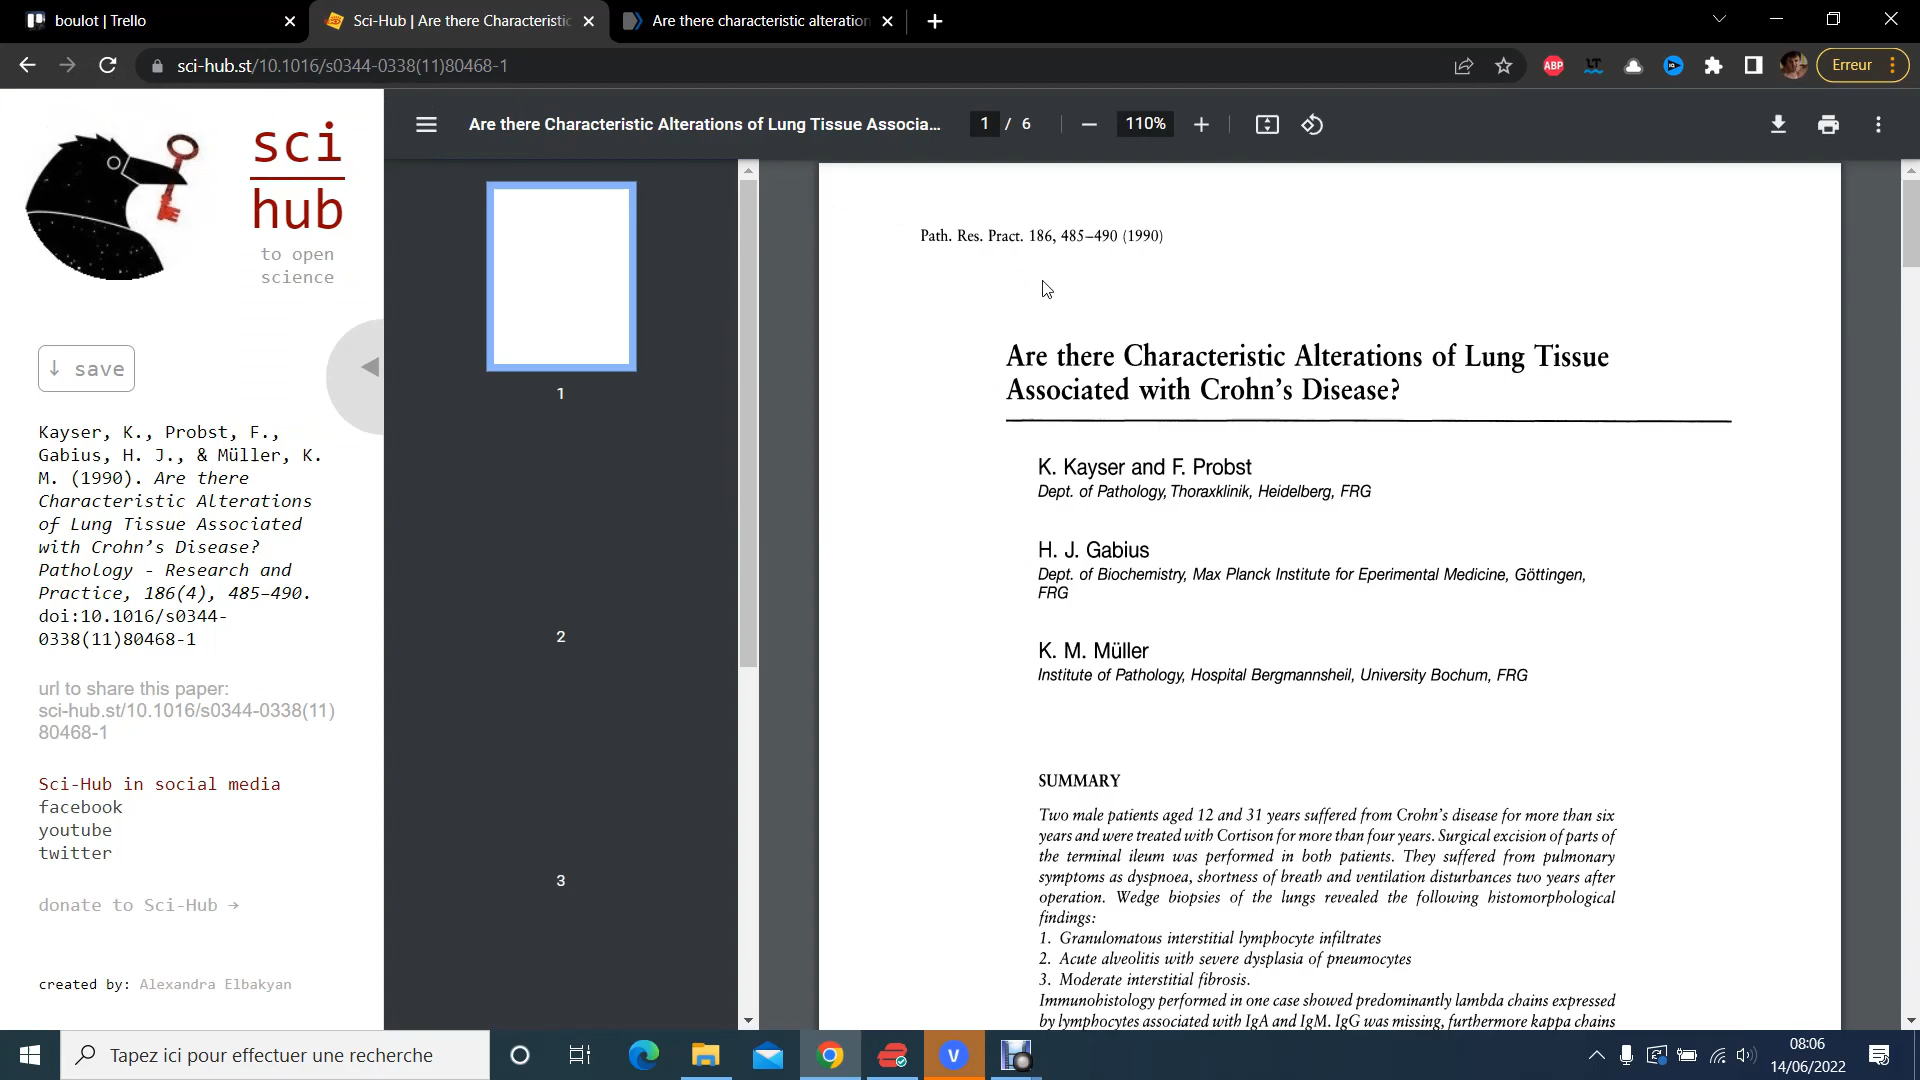 boulot | Trello
Sci-Hub | Are there Characteristic
Are there characteristic alteration
sci-hub.st/10.1016/s0344-0338(11)80468-1
ABP
LT
Erreur
sci
hub
to open
science
↓ save
Kayser, K., Probst, F.,
Gabius, H. J., & Müller, K.
M. (1990). Are there
Characteristic Alterations
of Lung Tissue Associated
with Crohn’s Disease?
Pathology - Research and
Practice, 186(4), 485–490.
doi:10.1016/s0344-
0338(11)80468-1
url to share this paper:
sci-hub.st/10.1016/s0344-0338(11)
80468-1
Sci-Hub in social media
facebook
youtube
twitter
donate to Sci-Hub →
created by: Alexandra Elbakyan
Are there Characteristic Alterations of Lung Tissue Associa...
1 / 6
110%
1
2
3
Path. Res. Pract. 186, 485–490 (1990)
Are there Characteristic Alterations of Lung Tissue
Associated with Crohn’s Disease?
K. Kayser and F. Probst
Dept. of Pathology, Thoraxklinik, Heidelberg, FRG
H. J. Gabius
Dept. of Biochemistry, Max Planck Institute for Eperimental Medicine, Göttingen,
FRG
K. M. Müller
Institute of Pathology, Hospital Bergmannsheil, University Bochum, FRG
SUMMARY
Two male patients aged 12 and 31 years suffered from Crohn’s disease for more than six
years and were treated with Cortison for more than four years. Surgical excision of parts of
the terminal ileum was performed in both patients. They suffered from pulmonary
symptoms as dyspnoea, shortness of breath and ventilation disturbances two years after
operation. Wedge biopsies of the lungs revealed the following histomorphological
findings:
1. Granulomatous interstitial lymphocyte infiltrates
2. Acute alveolitis with severe dysplasia of pneumocytes
3. Moderate interstitial fibrosis.
Immunohistology performed in one case showed predominantly lambda chains expressed
by lymphocytes associated with IgA and IgM. IgG was missing, furthermore kappa chains
Tapez ici pour effectuer une recherche
V
08:06
14/06/2022